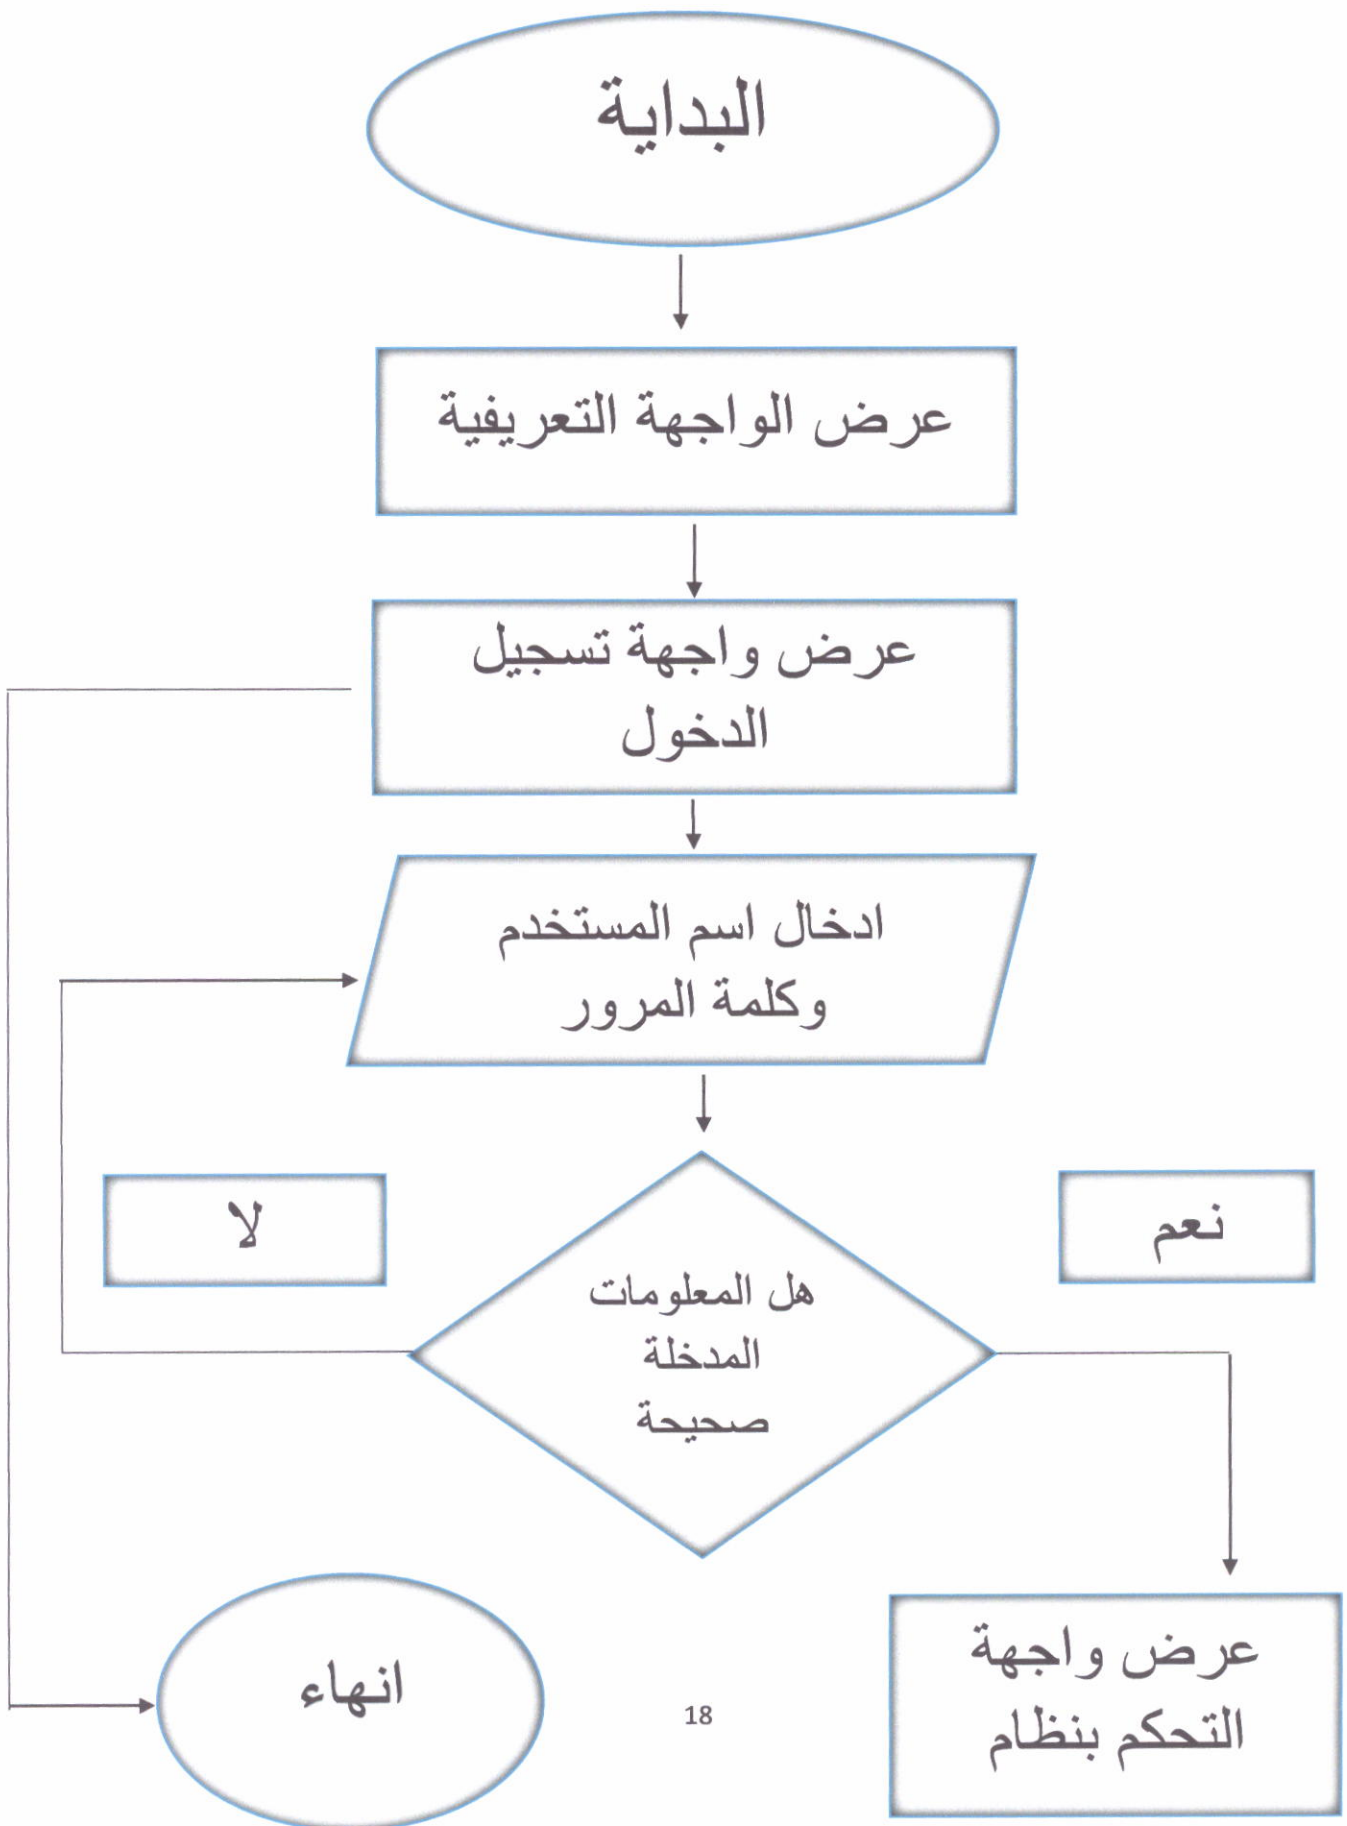 البداية
عرض الواجهة التعريفية
عرض واجهة تسجيل
الدخول
ادخال اسم المستخدم
وكلمة المرور
نعم
لا
هل المعلومات
المدخلة
صحيحة
عرض واجهة
التحكم بنظام
انهاء
18